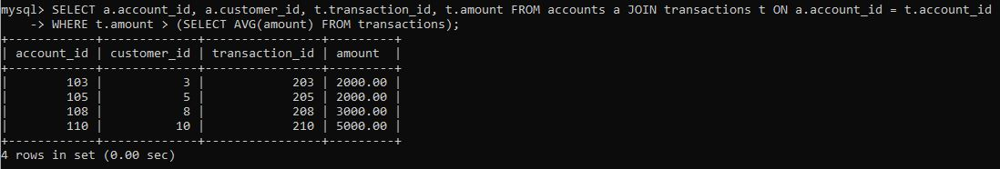 mysql> SELECT a.account_id, a.customer_id, t.transaction_id, t.amount FROM accounts a JOIN transactions t ON a.account_id = t.account_id
    -> WHERE t.amount > (SELECT AVG(amount) FROM transactions);
+------------+-------------+----------------+---------+
| account_id | customer_id | transaction_id | amount  |
+------------+-------------+----------------+---------+
|        103 |           3 |            203 | 2000.00 |
|        105 |           5 |            205 | 2000.00 |
|        108 |           8 |            208 | 3000.00 |
|        110 |          10 |            210 | 5000.00 |
+------------+-------------+----------------+---------+
4 rows in set (0.00 sec)